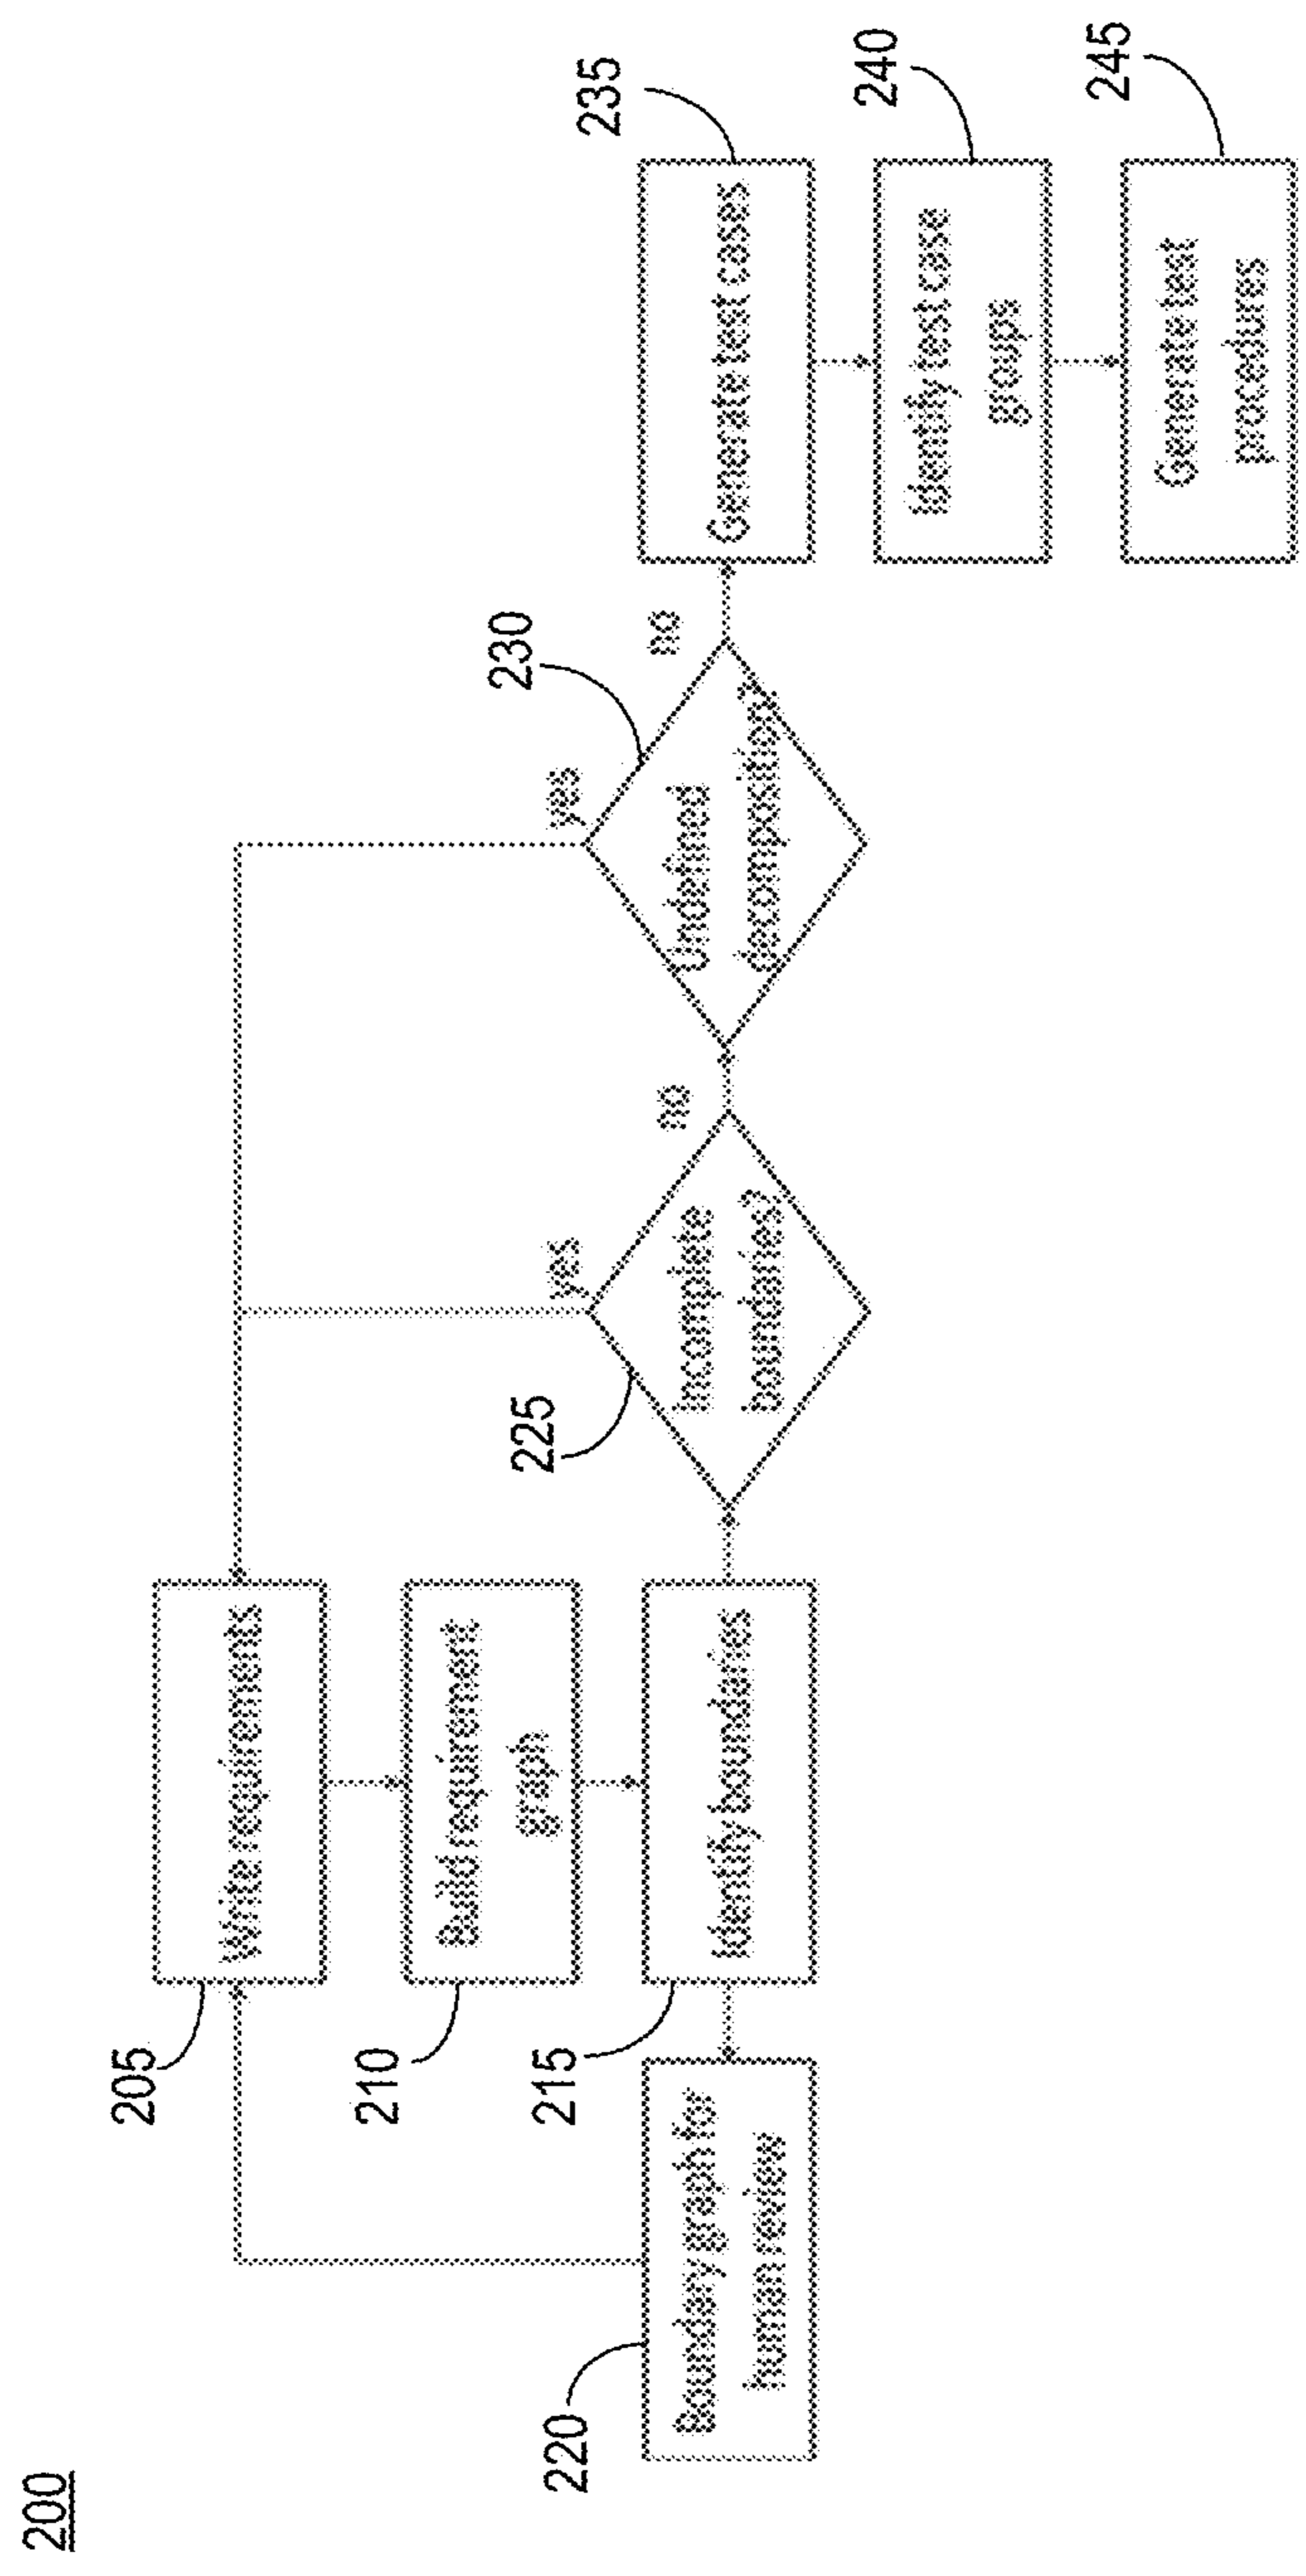 200
205
Write requirements
210
Build requirement
graph
215
Identify boundaries
220
Boundary graph for
human review
225
Incomplete
boundaries?
yes
no
230
Undefined
decomposition?
yes
no
235
Generate test cases
240
Identify test case
groups
245
Generate test
procedures